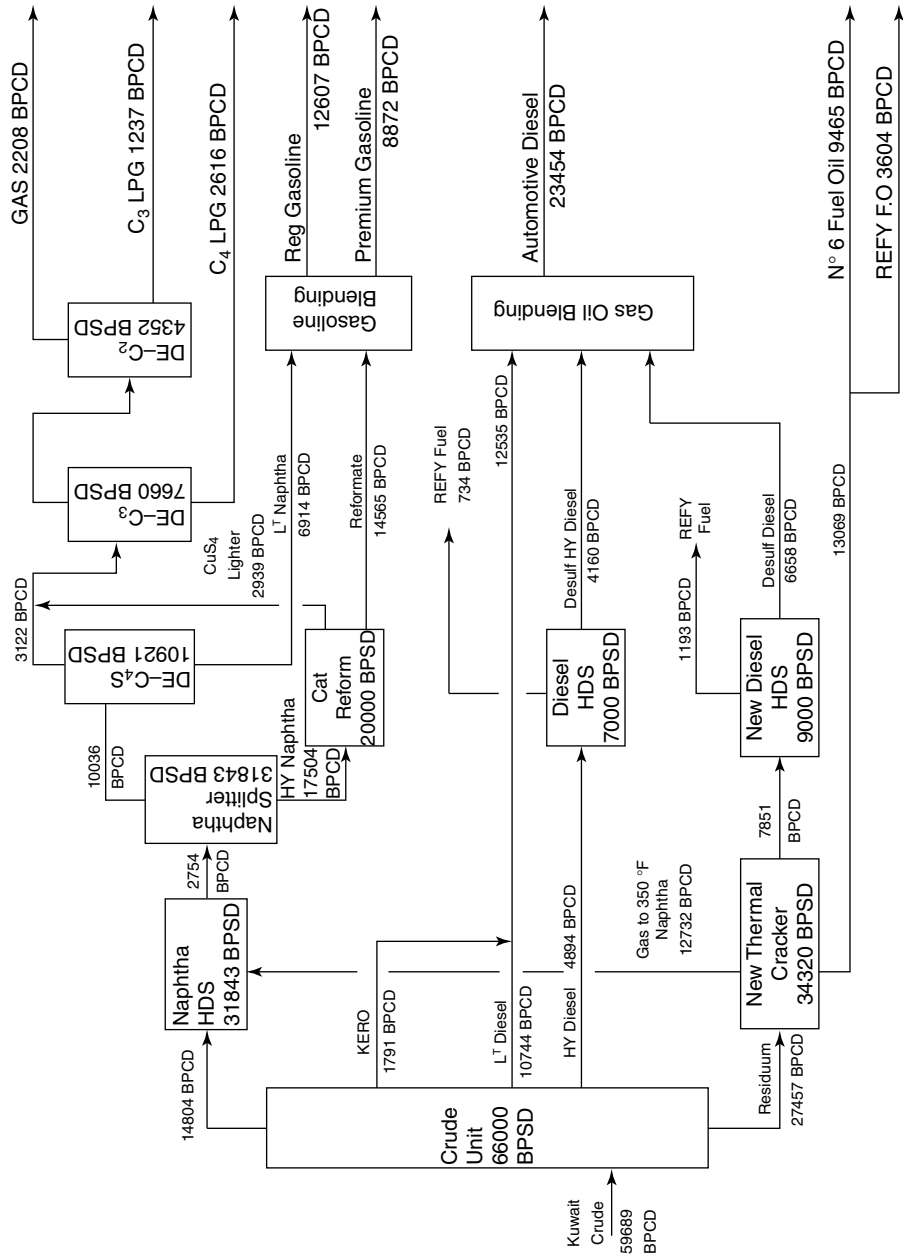 GAS 2208 BPCD
C₃ LPG 1237 BPCD
C₄ LPG 2616 BPCD
Reg Gasoline
12607 BPCD
Premium Gasoline
8872 BPCD
Automotive Diesel
23454 BPCD
N° 6 Fuel Oil 9465 BPCD
REFY F.O 3604 BPCD
DE–C₂
4352 BPSD
DE–C₃
7660 BPSD
3122 BPCD
DE–C₄S
10921 BPSD
CuS₄
Lighter
2939 BPCD
Gasoline
Blending
Lᵀ Naphtha
6914 BPCD
Reformate
14565 BPCD
Gas Oil Blending
12535 BPCD
REFY Fuel
734 BPCD
Desulf HY Diesel
4160 BPCD
REFY
Fuel
1193 BPCD
Desulf Diesel
6658 BPCD
13069 BPCD
10036
BPCD
Naphtha
Splitter
31843 BPSD
HY Naphtha
17504
BPCD
Cat
Reform
20000 BPSD
Diesel
HDS
7000 BPSD
New Diesel
HDS
9000 BPSD
2754
BPCD
Naphtha
HDS
31843 BPSD
7851
BPCD
Gas to 350 °F
Naphtha
12732 BPCD
New Thermal
Cracker
34320 BPSD
14804 BPCD
KERO
1791 BPCD
Lᵀ Diesel
10744 BPCD
HY Diesel
4894 BPCD
Residuum
27457 BPCD
Crude
Unit
66000
BPSD
Kuwait
Crude
59689
BPCD